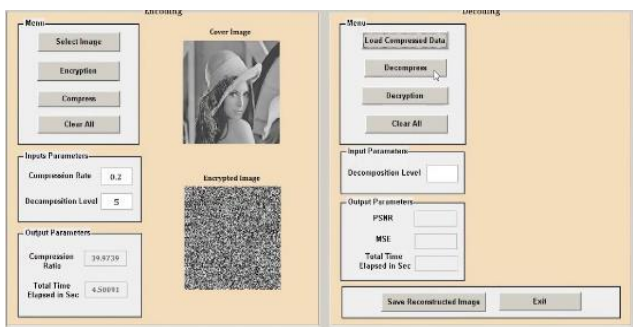 Encoding
Menu
Select Image
Encryption
Compress
Clear All
Cover Image
Inputs Parameters
Compression Rate 0.2
Decomposition Level 5
Encrypted Image
Output Parameters
Compression Ratio 39.9739
Total Time Elapsed in Sec 4.50091
Decoding
Menu
Load Compressed Data
Decompress
Decryption
Clear All
Input Parameters
Decomposition Level
Output Parameters
PSNR
MSE
Total Time
Elapsed in Sec
Save Reconstructed Image
Exit